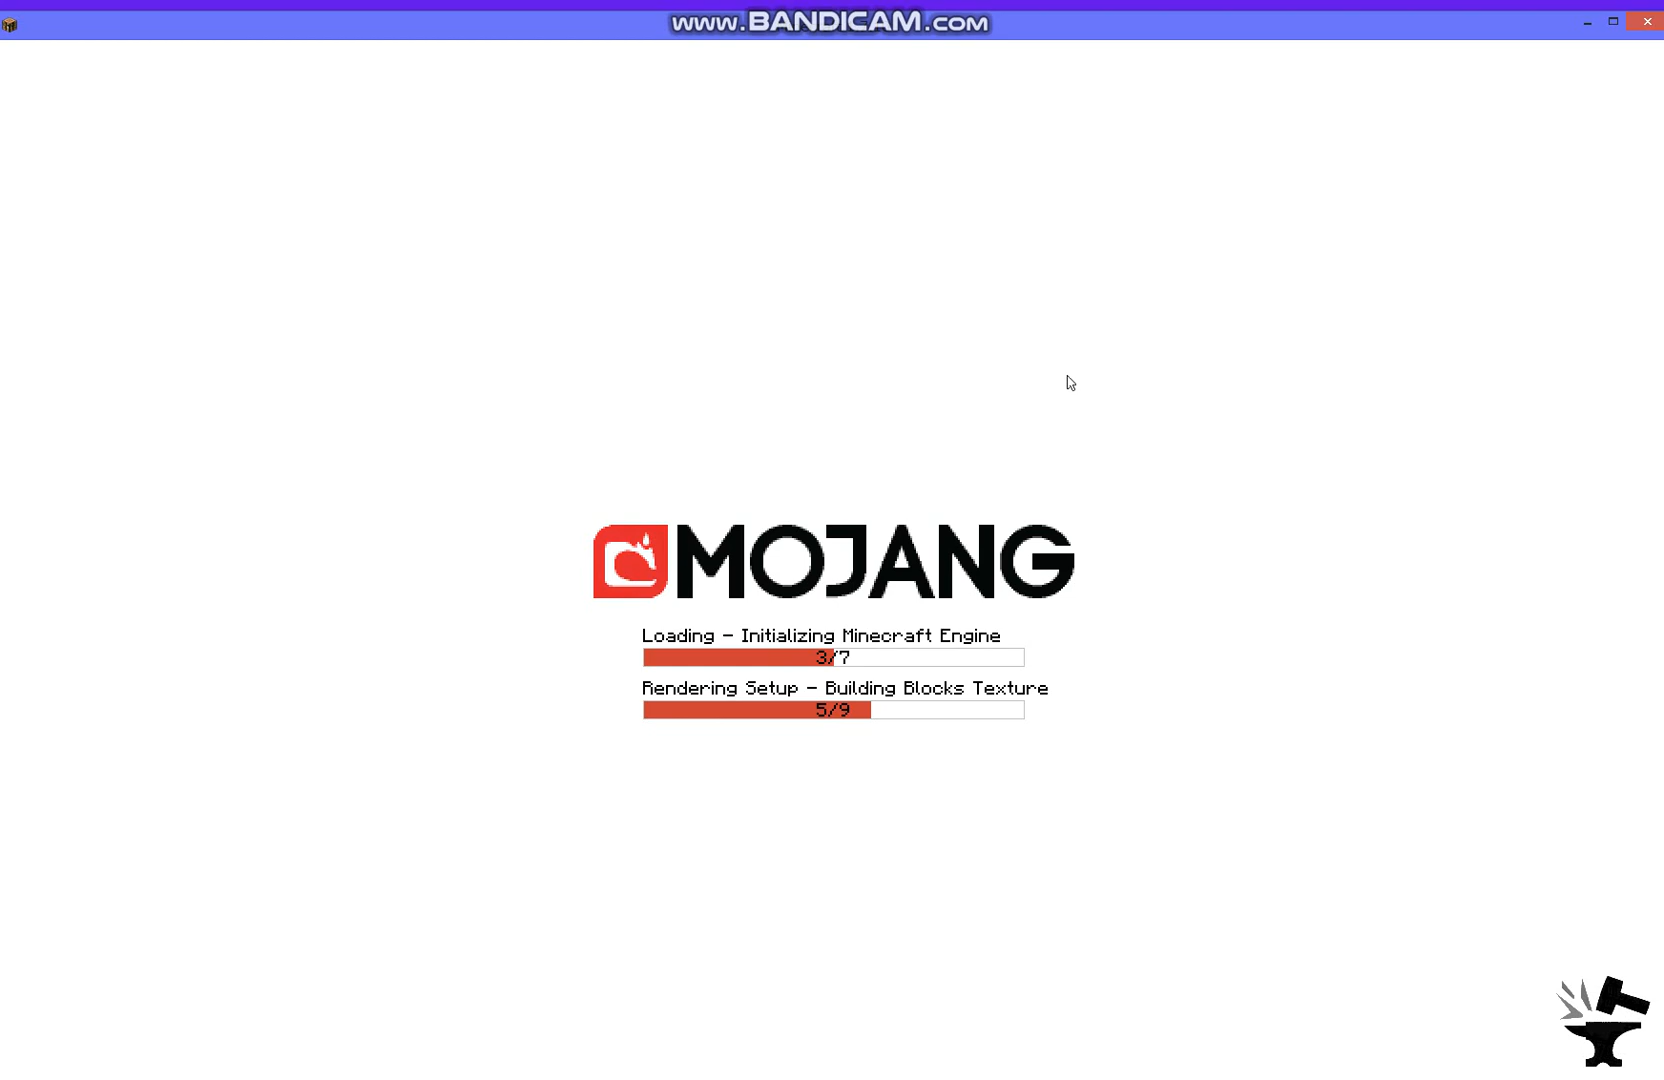 www.BANDICAM.com
MOJANG
Loading - Initializing Minecraft Engine
3/7
Rendering Setup - Building Blocks Texture
5/9